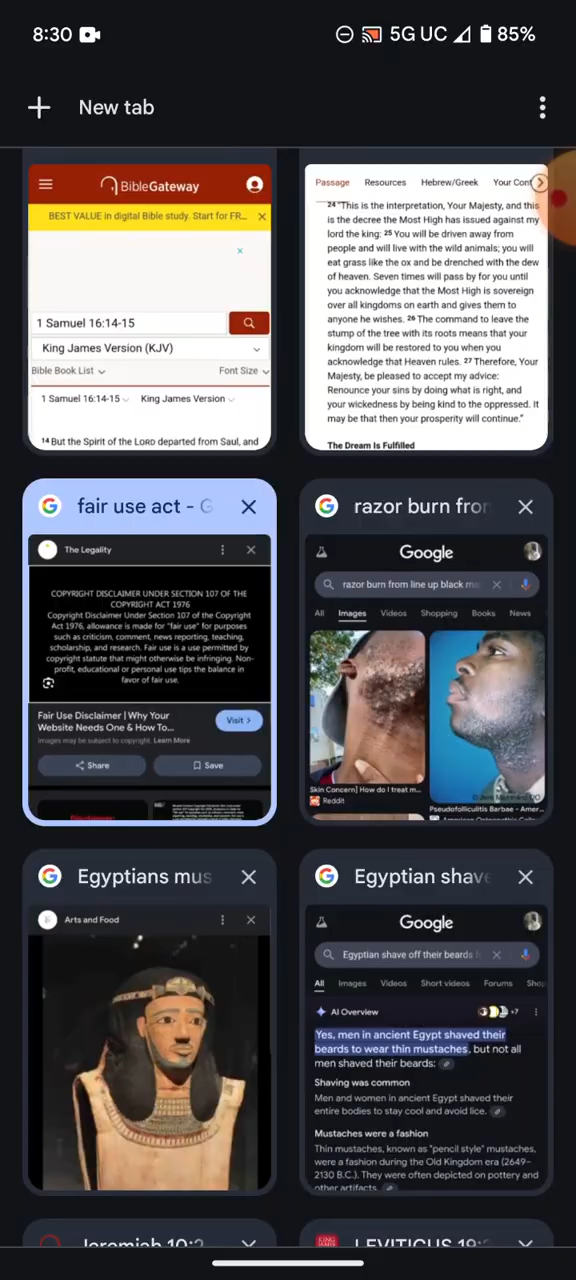 8:30
5G UC
85%
New tab
BibleGateway
BEST VALUE in digital Bible study. Start for FR...
1 Samuel 16:14-15
King James Version (KJV)
Bible Book List
Font Size
1 Samuel 16:14-15 King James Version
14 But the Spirit of the LORD departed from Saul, and
Passage Resources Hebrew/Greek Your Cont
24 "This is the interpretation, Your Majesty, and this
is the decree the Most High has issued against my
lord the king: 25 You will be driven away from
people and will live with the wild animals; you will
eat grass like the ox and be drenched with the dew
of heaven. Seven times will pass by for you until
you acknowledge that the Most High is sovereign
over all kingdoms on earth and gives them to
anyone he wishes. 26 The command to leave the
stump of the tree with its roots means that your
kingdom will be restored to you when you
acknowledge that Heaven rules. 27 Therefore, Your
Majesty, be pleased to accept my advice:
Renounce your sins by doing what is right, and
your wickedness by being kind to the oppressed. It
may be that then your prosperity will continue."
The Dream Is Fulfilled
fair use act - G
The Legality
COPYRIGHT DISCLAIMER UNDER SECTION 107 OF THE
COPYRIGHT ACT 1976
Copyright Disclaimer Under Section 107 of the Copyright
Act 1976, allowance is made for "fair use" for purposes
such as criticism, comment, news reporting, teaching,
scholarship, and research. Fair use is a use permitted by
copyright statute that might otherwise be infringing. Non-
profit, educational or personal use tips the balance in
favor of fair use.
Fair Use Disclaimer | Why Your
Website Needs One & How To...
Visit >
Images may be subject to copyright. Learn More
Share
Save
razor burn from
Google
razor burn from line up black ma
All Images Videos Shopping Books News
Skin Concern] How do I treat m...
Reddit
Pseudofolliculitis Barbae - Amer...
American Osteopathic Colle
Egyptians mus
Arts and Food
Egyptian shave
Google
Egyptian shave off their beards f
All Images Videos Short videos Forums Sho
AI Overview
+7
Yes, men in ancient Egypt shaved their
beards to wear thin mustaches, but not all
men shaved their beards:
Shaving was common
Men and women in ancient Egypt shaved their
entire bodies to stay cool and avoid lice.
Mustaches were a fashion
Thin mustaches, known as "pencil style" mustaches,
were a fashion during the Old Kingdom era (2649–
2130 B.C.). They were often depicted on pottery and
other artifacts.
Jeremiah 10:2
KING JAMES
LEVITICUS 19: